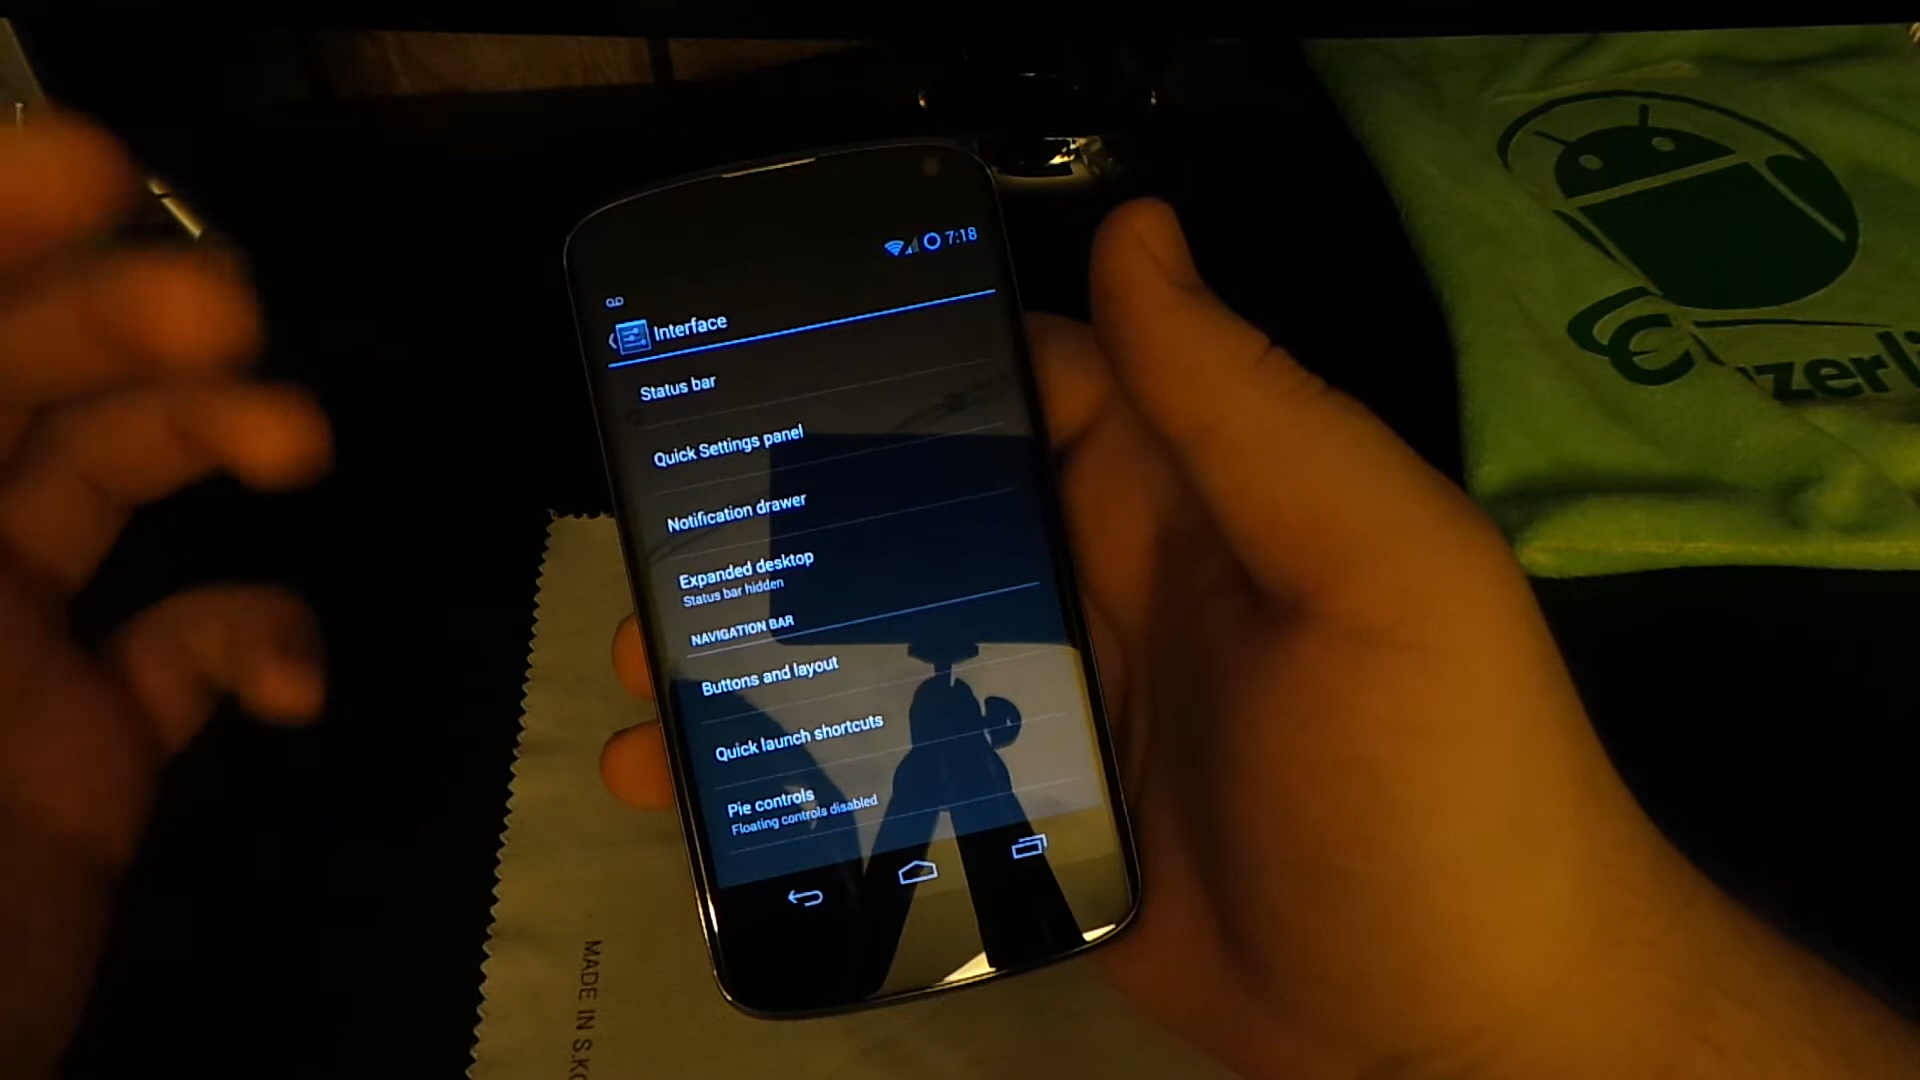 7:18
Interface
Status bar
Quick Settings panel
Notification drawer
Expanded desktop
Status bar hidden
NAVIGATION BAR
Buttons and layout
Quick launch shortcuts
Pie controls
Floating controls disabled
MADE IN S.KO